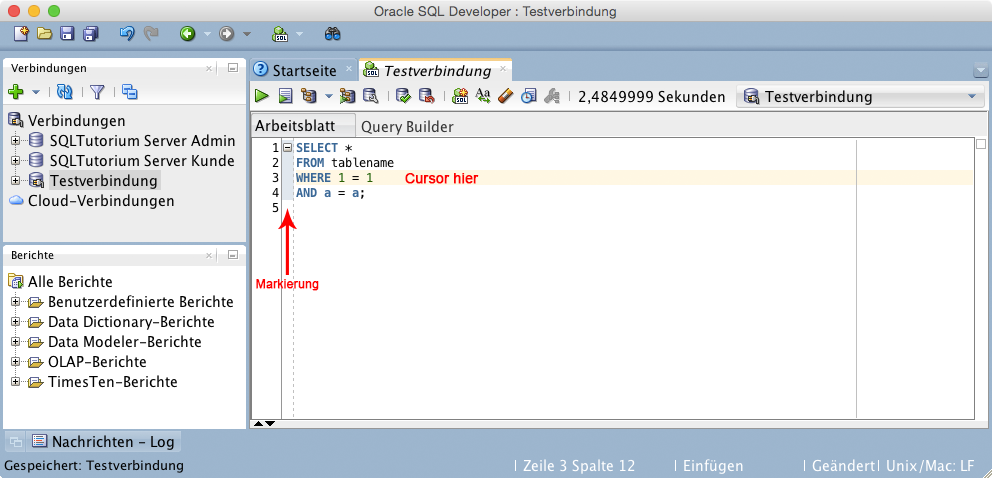 Oracle SQL Developer : Testverbindung
Verbindungen
Verbindungen
SQLTutorium Server Admin
SQLTutorium Server Kunde
Testverbindung
Cloud-Verbindungen
Berichte
Alle Berichte
Benutzerdefinierte Berichte
Data Dictionary-Berichte
Data Modeler-Berichte
OLAP-Berichte
TimesTen-Berichte
Startseite
Testverbindung
2,4849999 Sekunden
Testverbindung
Arbeitsblatt Query Builder
1 SELECT *
2 FROM tablename
3 WHERE 1 = 1 Cursor hier
4 AND a = a;
5
Markierung
Nachrichten - Log
Gespeichert: Testverbindung
Zeile 3 Spalte 12 | Einfügen | Geändert | Unix/Mac: LF